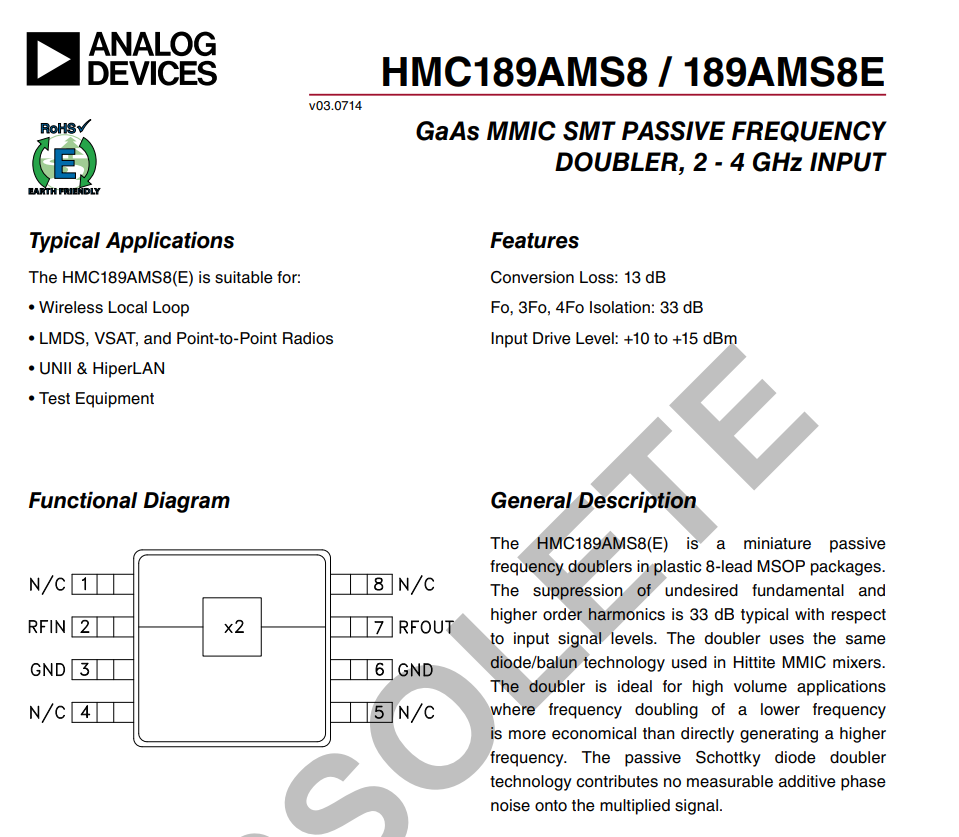 ANALOG
DEVICES
HMC189AMS8 / 189AMS8E
v03.0714
RoHS✓
E
EARTH FRIENDLY
GaAs MMIC SMT PASSIVE FREQUENCY
DOUBLER, 2 - 4 GHz INPUT
Typical Applications
The HMC189AMS8(E) is suitable for:
• Wireless Local Loop
• LMDS, VSAT, and Point-to-Point Radios
• UNII & HiperLAN
• Test Equipment
Features
Conversion Loss: 13 dB
Fo, 3Fo, 4Fo Isolation: 33 dB
Input Drive Level: +10 to +15 dBm
Functional Diagram
N/C 1 8 N/C
RFIN 2 x2 7 RFOUT
GND 3 6 GND
N/C 4 5 N/C
General Description
The HMC189AMS8(E) is a miniature passive
frequency doublers in plastic 8-lead MSOP packages.
The suppression of undesired fundamental and
higher order harmonics is 33 dB typical with respect
to input signal levels. The doubler uses the same
diode/balun technology used in Hittite MMIC mixers.
The doubler is ideal for high volume applications
where frequency doubling of a lower frequency
is more economical than directly generating a higher
frequency. The passive Schottky diode doubler
technology contributes no measurable additive phase
noise onto the multiplied signal.
SOLETE